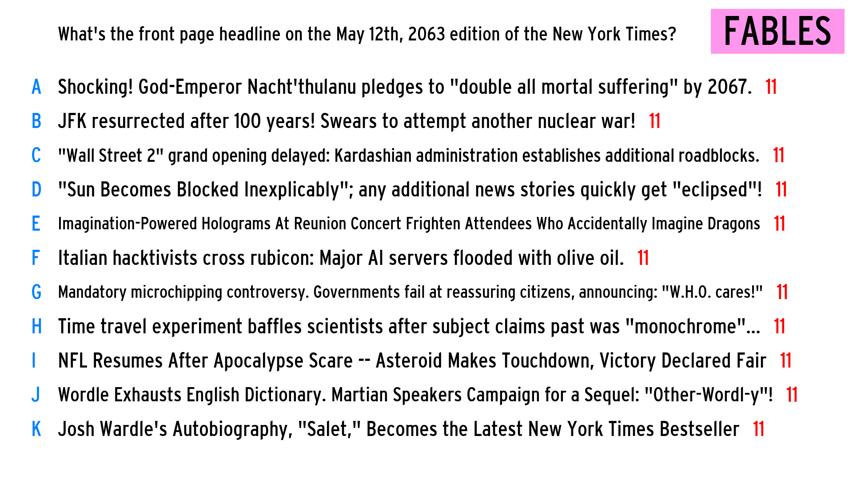 What's the front page headline on the May 12th, 2063 edition of the New York Times?
FABLES
A Shocking! God-Emperor Nacht'thulanu pledges to "double all mortal suffering" by 2067. 11
B JFK resurrected after 100 years! Swears to attempt another nuclear war! 11
C "Wall Street 2" grand opening delayed: Kardashian administration establishes additional roadblocks. 11
D "Sun Becomes Blocked Inexplicably"; any additional news stories quickly get "eclipsed"! 11
E Imagination-Powered Holograms At Reunion Concert Frighten Attendees Who Accidentally Imagine Dragons 11
F Italian hacktivists cross rubicon: Major AI servers flooded with olive oil. 11
G Mandatory microchipping controversy. Governments fail at reassuring citizens, announcing: "W.H.O. cares!" 11
H Time travel experiment baffles scientists after subject claims past was "monochrome"... 11
I NFL Resumes After Apocalypse Scare -- Asteroid Makes Touchdown, Victory Declared Fair 11
J Wordle Exhausts English Dictionary. Martian Speakers Campaign for a Sequel: "Other-Wordl-y"! 11
K Josh Wardle's Autobiography, "Salet," Becomes the Latest New York Times Bestseller 11